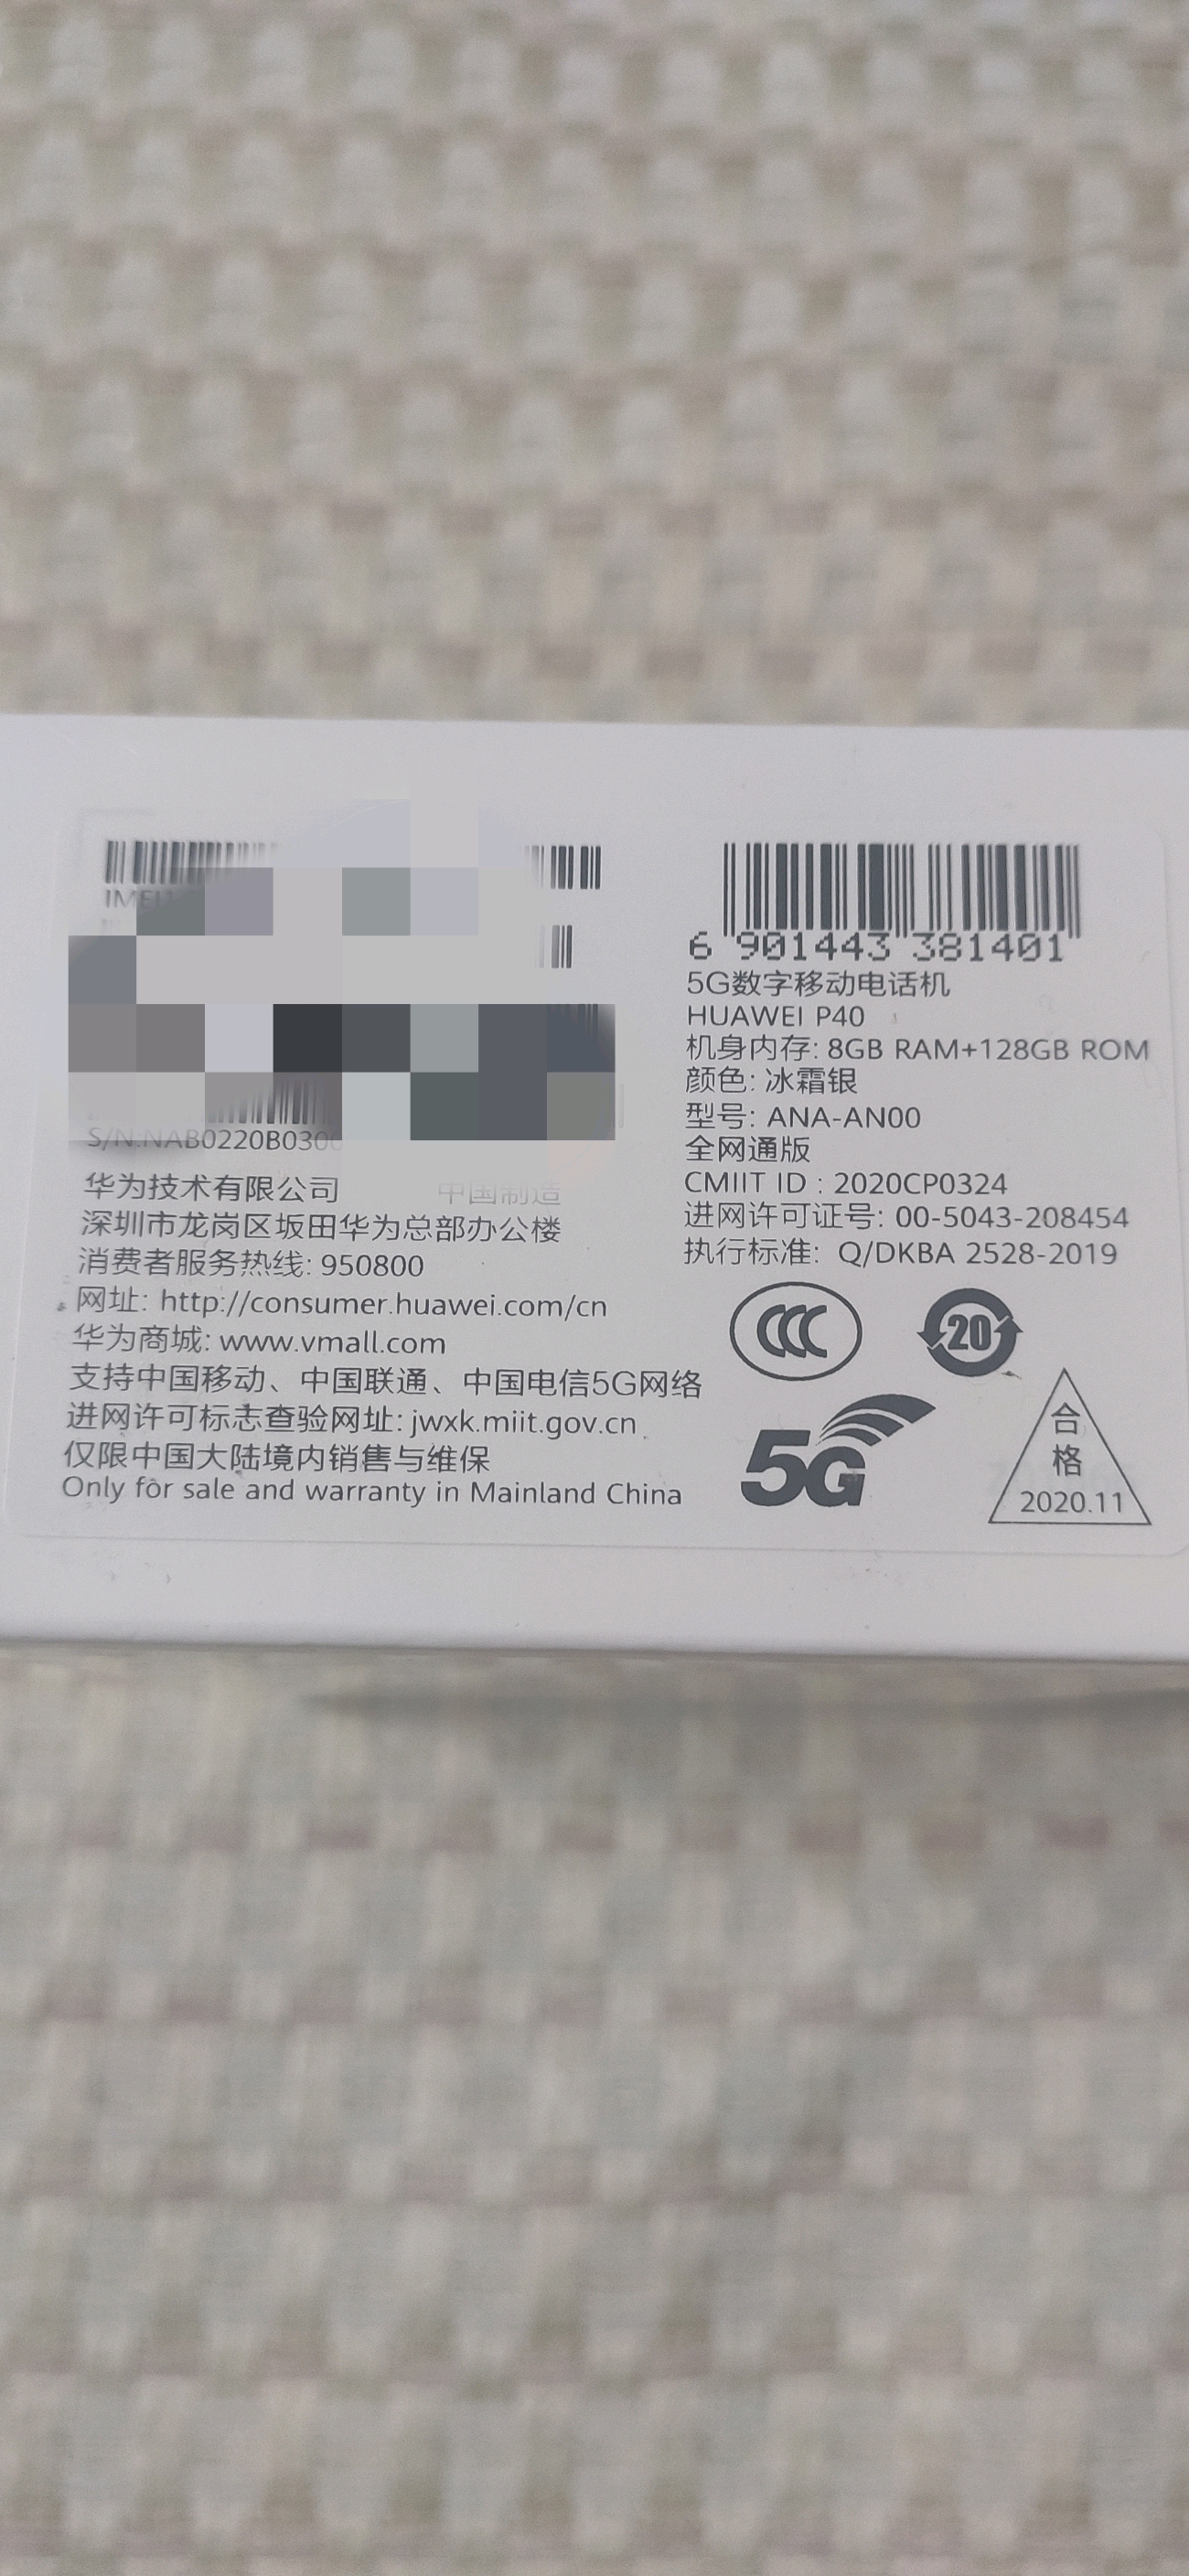 IMEI
S/N:NAB0220B030
华为技术有限公司 中国制造
深圳市龙岗区坂田华为总部办公楼
消费者服务热线: 950800
网址: http://consumer.huawei.com/cn
华为商城: www.vmall.com
支持中国移动、中国联通、中国电信5G网络
进网许可标志查验网址: jwxk.miit.gov.cn
仅限中国大陆境内销售与维保
Only for sale and warranty in Mainland China
6 901443 381401
5G数字移动电话机
HUAWEI P40
机身内存: 8GB RAM+128GB ROM
颜色: 冰霜银
型号: ANA-AN00
全网通版
CMIIT ID : 2020CP0324
进网许可证号: 00-5043-208454
执行标准: Q/DKBA 2528-2019
CCC
20
5G
合
格
2020.11